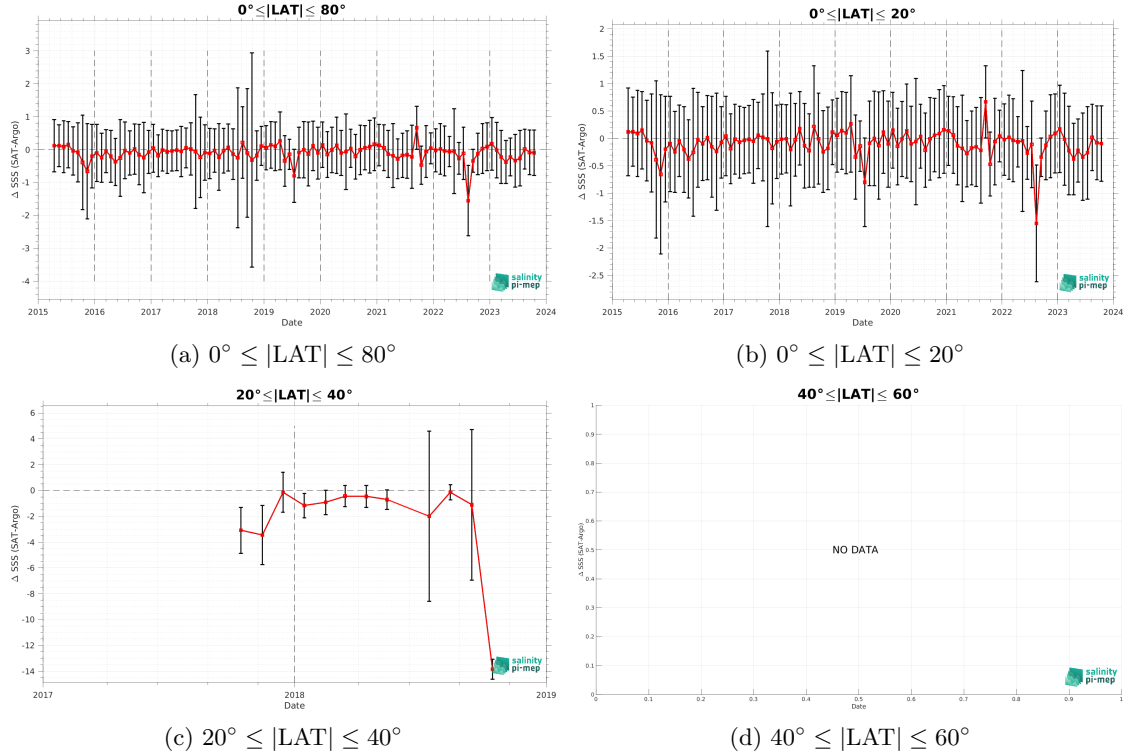 0°≤|LAT|≤ 80°
3
2
1
0
-1
-2
-3
-4
Δ SSS (SAT-Argo)
salinity
pi-mep
2015 2016 2017 2018 2019 2020 2021 2022 2023 2024
Date
(a) 0° ≤ |LAT| ≤ 80°
0°≤|LAT|≤ 20°
2
1.5
1
0.5
0
-0.5
-1
-1.5
-2
-2.5
Δ SSS (SAT-Argo)
salinity
pi-mep
2015 2016 2017 2018 2019 2020 2021 2022 2023 2024
Date
(b) 0° ≤ |LAT| ≤ 20°
20°≤|LAT|≤ 40°
6
4
2
0
-2
-4
-6
-8
-10
-12
-14
Δ SSS (SAT-Argo)
salinity
pi-mep
2017 2018 2019
Date
(c) 20° ≤ |LAT| ≤ 40°
40°≤|LAT|≤ 60°
1
0.9
0.8
0.7
0.6
0.5
0.4
0.3
0.2
0.1
0
Δ SSS (SAT-Argo)
NO DATA
salinity
pi-mep
0 0.1 0.2 0.3 0.4 0.5 0.6 0.7 0.8 0.9 1
Date
(d) 40° ≤ |LAT| ≤ 60°